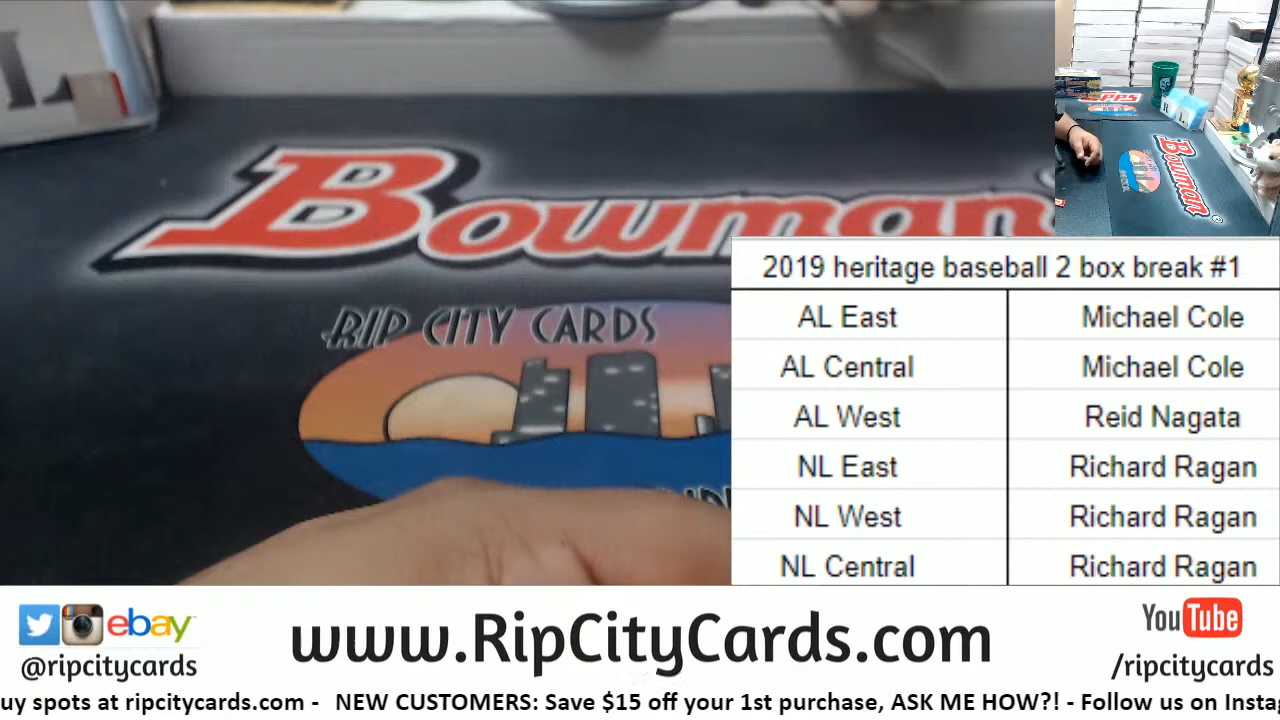 Bowman
RIP CITY CARDS
Bowman
2019 heritage baseball 2 box break #1
AL East Michael Cole
AL Central Michael Cole
AL West Reid Nagata
NL East Richard Ragan
NL West Richard Ragan
NL Central Richard Ragan
ebay
@ripcitycards
www.RipCityCards.com
YouTube
/ripcitycards
uy spots at ripcitycards.com - NEW CUSTOMERS: Save $15 off your 1st purchase, ASK ME HOW?! - Follow us on Insta